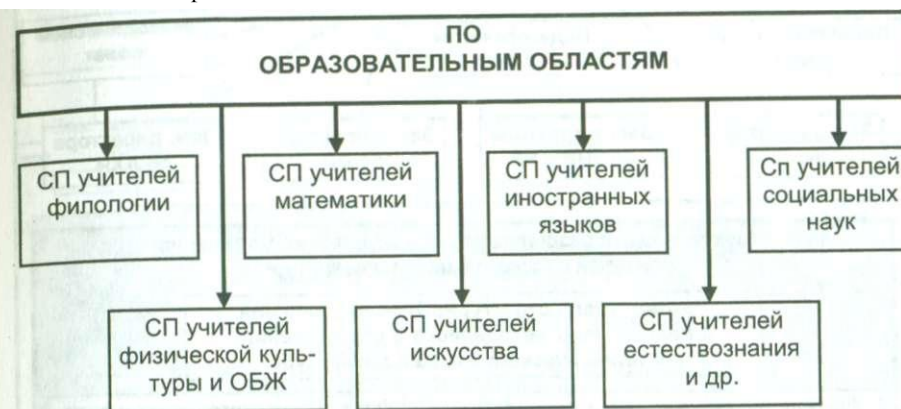 ПО
ОБРАЗОВАТЕЛЬНЫМ ОБЛАСТЯМ
СП учителей
филологии
СП учителей
математики
СП учителей
иностранных
языков
Сп учителей
социальных
наук
СП учителей
физической куль-
туры и ОБЖ
СП учителей
искусства
СП учителей
естествознания
и др.